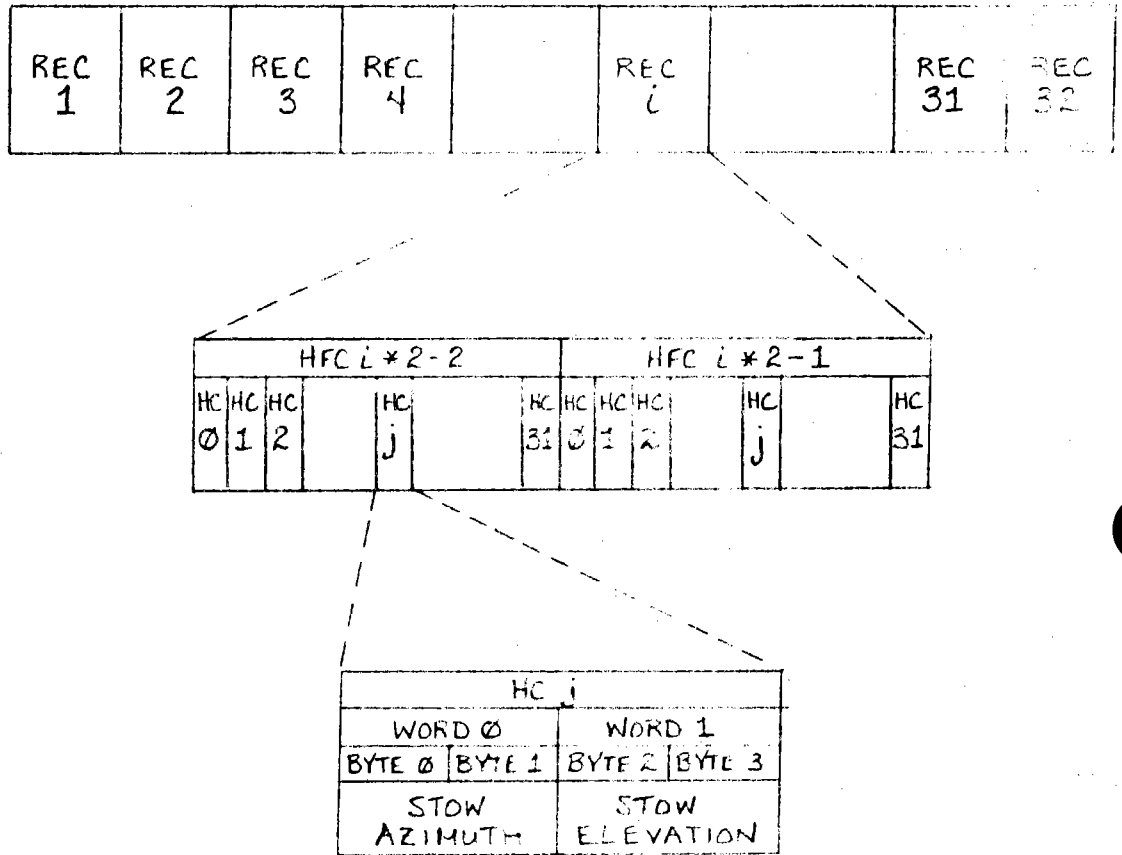 REC 1 REC 2 REC 3 REC 4 REC i REC 31 REC 32
HFC i * 2 - 2 HFC i * 2 - 1
HC HC HC HC HC HC HC HC HC HC
Ø 1 2 j 31 Ø 1 2 j 31
HC j
WORD Ø WORD 1
BYTE Ø BYTE 1 BYTE 2 BYTE 3
STOW STOW
AZIMUTH ELEVATION